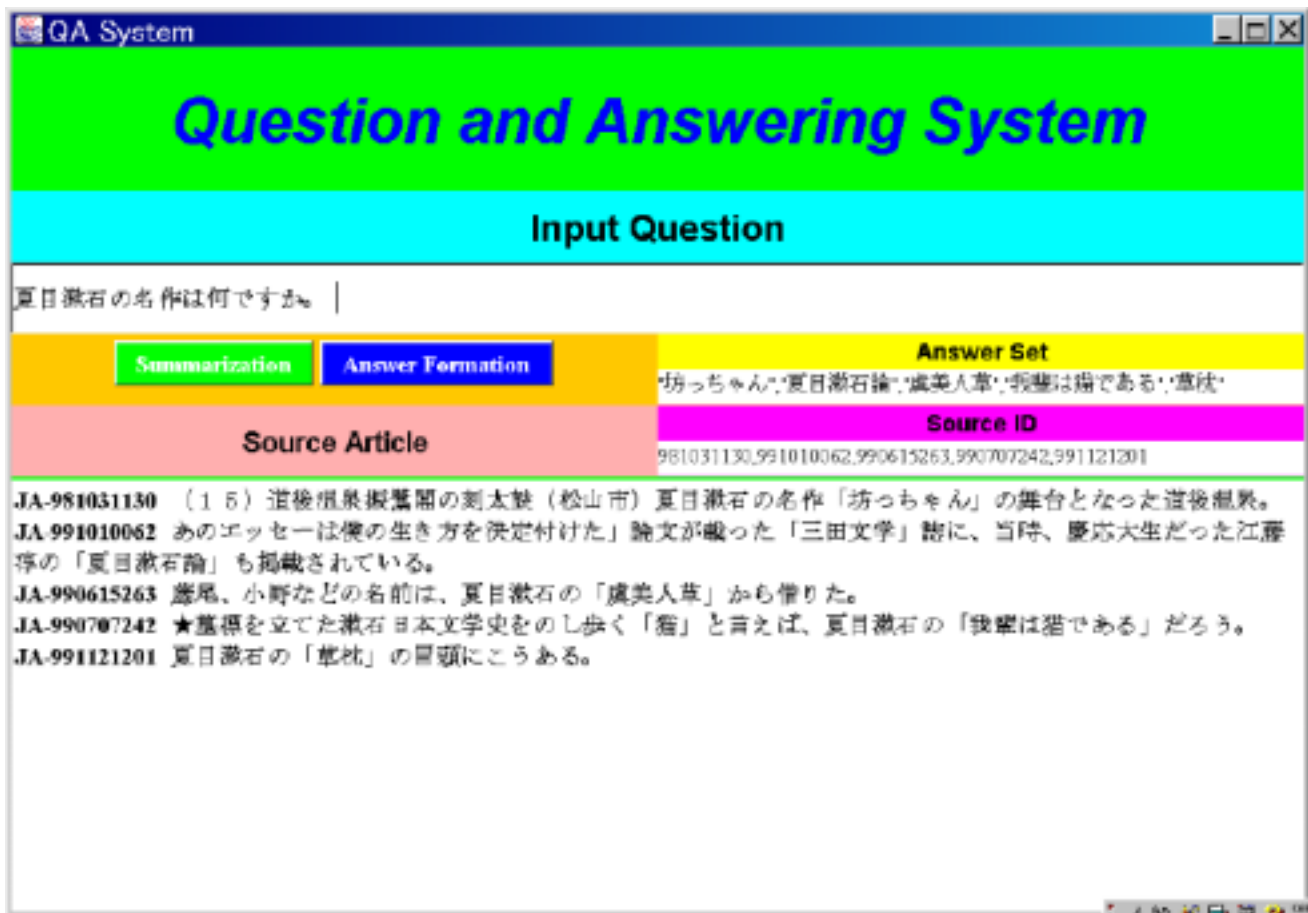 QA System
Question and Answering System
Input Question
夏目漱石の名作は何ですか。
Summarization
Answer Formation
Answer Set
"坊っちゃん","夏目漱石論","虞美人草","我輩は猫である","草枕"
Source Article
Source ID
981031130,991010062,990615263,990707242,991121201
JA-981031130 （１５）道後温泉振鷺閣の刻太鼓（松山市）夏目漱石の名作「坊っちゃん」の舞台となった道後温泉。
JA-991010062 あのエッセーは僕の生き方を決定付けた」論文が載った「三田文学」誌に、当時、慶応大生だった江藤
淳の「夏目漱石論」も掲載されている。
JA-990615263 、小野などの名前は、夏目漱石の「虞美人草」から借りた。
JA-990707242 ★墓標を立てた漱石日本文学史をのし歩く「猫」と言えば、夏目漱石の「我輩は猫である」だろう。
JA-991121201 夏目漱石の「草枕」の冒頭にこうある。